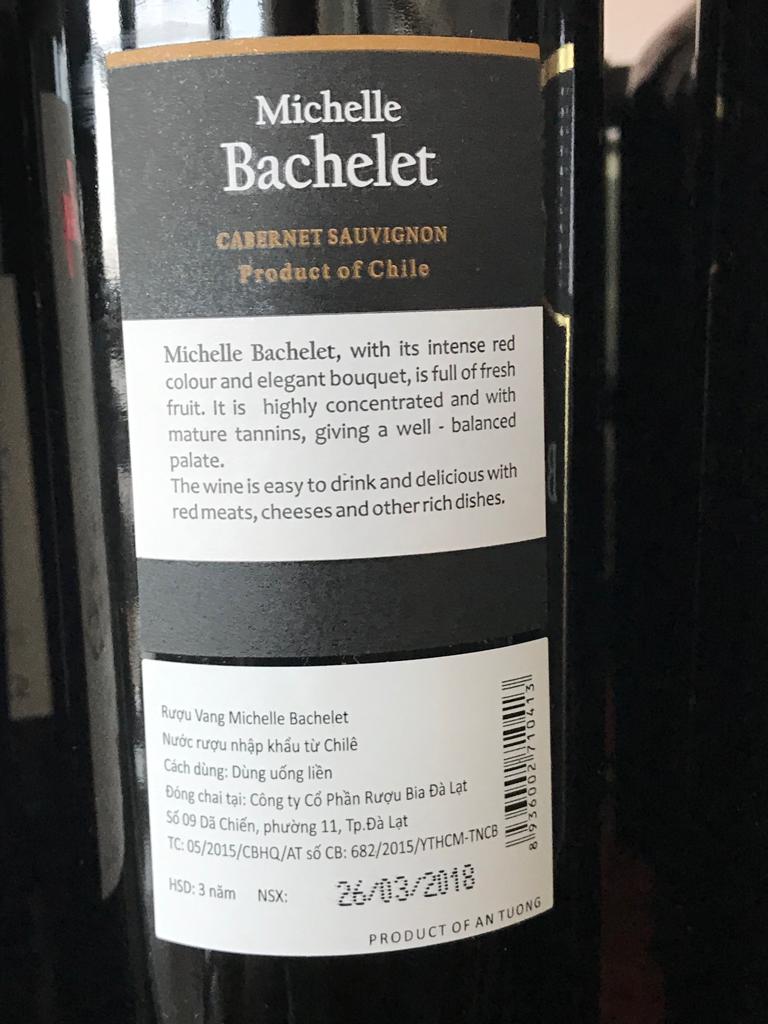 Michelle
Bachelet
CABERNET SAUVIGNON
Product of Chile
Michelle Bachelet, with its intense red
colour and elegant bouquet, is full of fresh
fruit. It is highly concentrated and with
mature tannins, giving a well - balanced
palate.
The wine is easy to drink and delicious with
red meats, cheeses and other rich dishes.
Rượu Vang Michelle Bachelet
Nước rượu nhập khẩu từ Chilê
Cách dùng: Dùng uống liền
Đóng chai tại: Công ty Cổ Phần Rượu Bia Đà Lạt
Số 09 Dã Chiến, phường 11, Tp.Đà Lạt
TC: 05/2015/CBHQ/AT số CB: 682/2015/YTHCM-TNCB
HSD: 3 năm NSX: 26/03/2018
PRODUCT OF AN TUONG
8936002710413